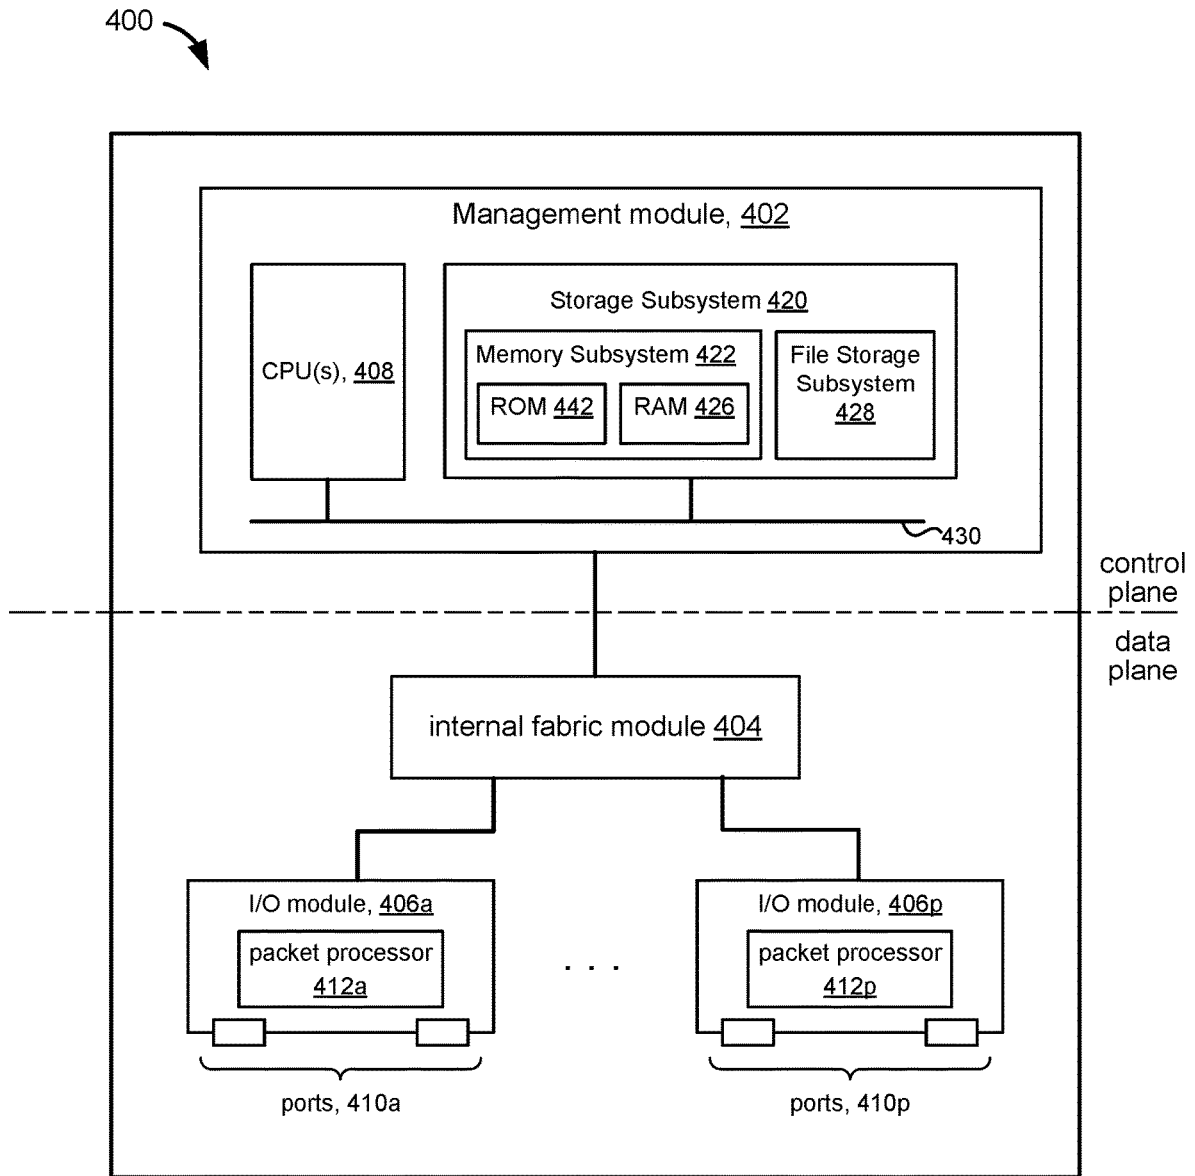 400
Management module, 402
Storage Subsystem 420
CPU(s), 408
Memory Subsystem 422
ROM 442
RAM 426
File Storage
Subsystem
428
430
control
plane
data
plane
internal fabric module 404
I/O module, 406a
packet processor
412a
. . .
I/O module, 406p
packet processor
412p
ports, 410a
ports, 410p